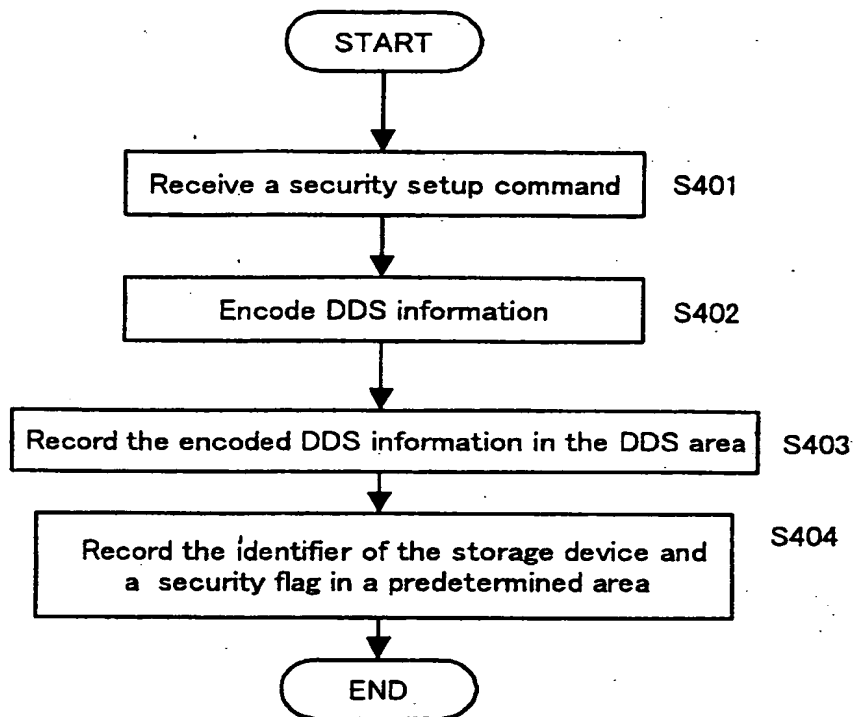 START
Receive a security setup command S401
Encode DDS information S402
Record the encoded DDS information in the DDS area S403
Record the identifier of the storage device and S404
a security flag in a predetermined area
END